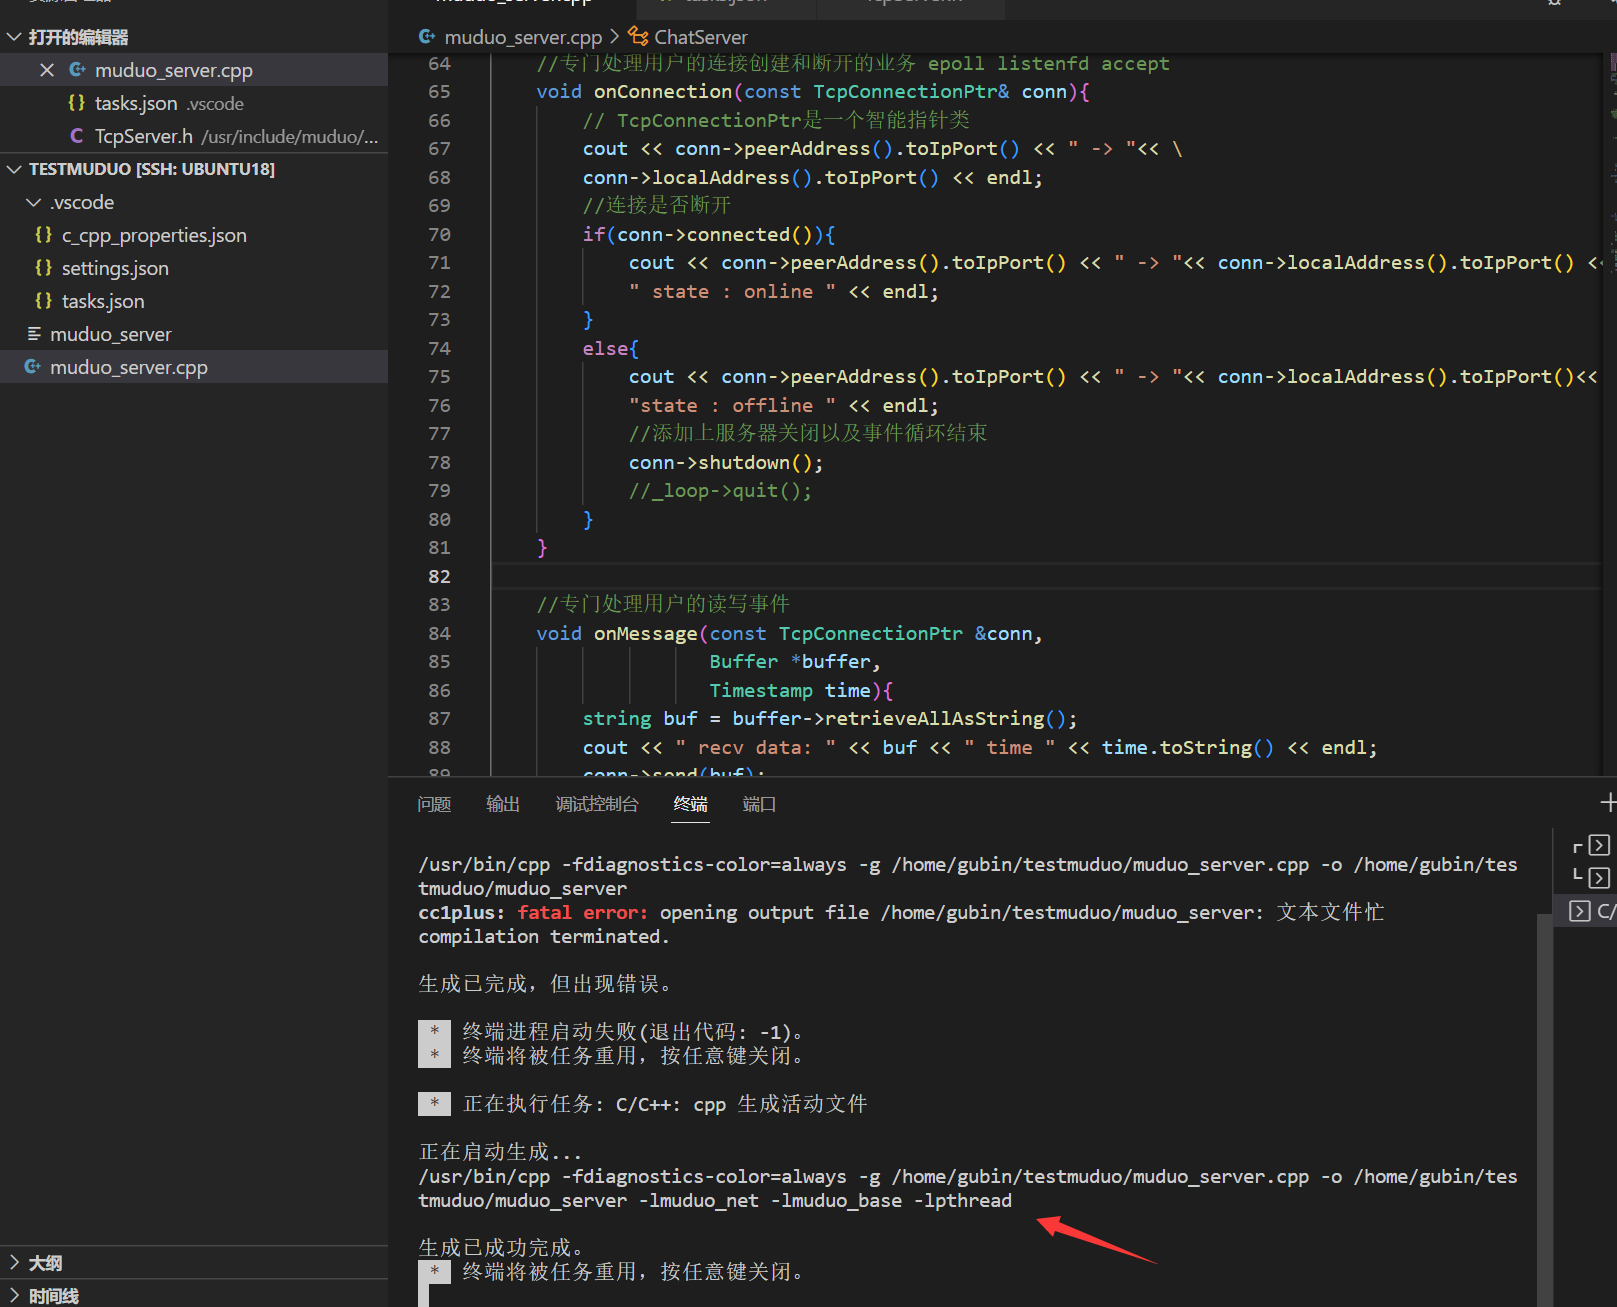 打开的编辑器
muduo_server.cpp
tasks.json .vscode
TcpServer.h /usr/include/muduo/...
TESTMUDUO [SSH: UBUNTU18]
.vscode
c_cpp_properties.json
settings.json
tasks.json
muduo_server
muduo_server.cpp
大纲
时间线
muduo_server.cpp > ChatServer
64 //专门处理用户的连接创建和断开的业务 epoll listenfd accept
65 void onConnection(const TcpConnectionPtr& conn){
66 // TcpConnectionPtr是一个智能指针类
67 cout << conn->peerAddress().toIpPort() << " -> "<< \
68 conn->localAddress().toIpPort() << endl;
69 //连接是否断开
70 if(conn->connected()){
71 cout << conn->peerAddress().toIpPort() << " -> "<< conn->localAddress().toIpPort() <<
72 " state : online " << endl;
73 }
74 else{
75 cout << conn->peerAddress().toIpPort() << " -> "<< conn->localAddress().toIpPort()<<
76 "state : offline " << endl;
77 //添加上服务器关闭以及事件循环结束
78 conn->shutdown();
79 //_loop->quit();
80 }
81 }
82
83 //专门处理用户的读写事件
84 void onMessage(const TcpConnectionPtr &conn,
85 Buffer *buffer,
86 Timestamp time){
87 string buf = buffer->retrieveAllAsString();
88 cout << " recv data: " << buf << " time " << time.toString() << endl;
89 conn->send(buf);
问题 输出 调试控制台 终端 端口
/usr/bin/cpp -fdiagnostics-color=always -g /home/gubin/testmuduo/muduo_server.cpp -o /home/gubin/tes
tmuduo/muduo_server
cc1plus: fatal error: opening output file /home/gubin/testmuduo/muduo_server: 文本文件忙
compilation terminated.
生成已完成，但出现错误。
* 终端进程启动失败(退出代码: -1)。
* 终端将被任务重用，按任意键关闭。
* 正在执行任务: C/C++: cpp 生成活动文件
正在启动生成...
/usr/bin/cpp -fdiagnostics-color=always -g /home/gubin/testmuduo/muduo_server.cpp -o /home/gubin/tes
tmuduo/muduo_server -lmuduo_net -lmuduo_base -lpthread
生成已成功完成。
* 终端将被任务重用，按任意键关闭。
C/